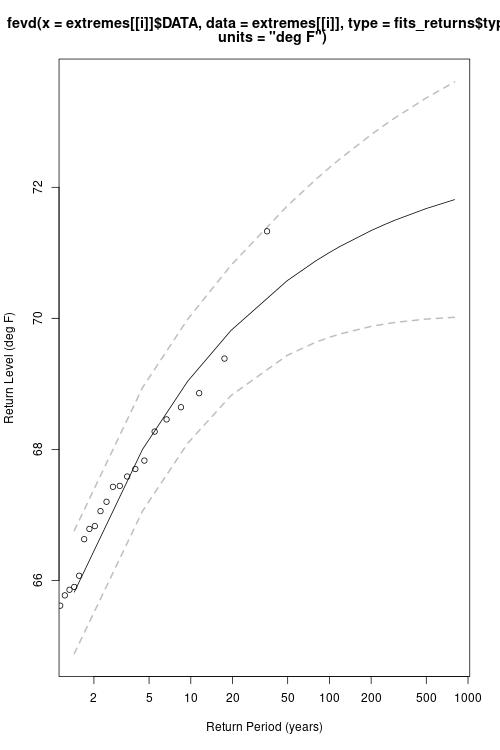 fevd(x = extremes[[i]]$DATA, data = extremes[[i]], type = fits_returns$typ
units = "deg F")
72
70
68
66
Return Level (deg F)
2 5 10 20 50 100 200 500 1000
Return Period (years)